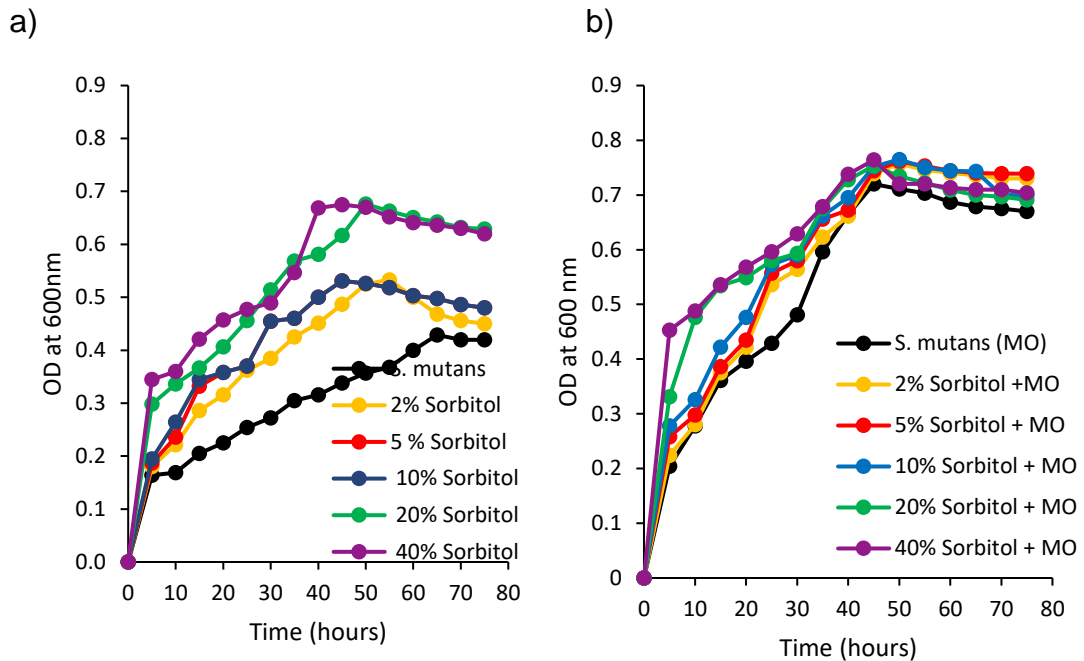 a)
0.9
0.8
0.7
0.6
0.5
0.4
0.3
0.2
0.1
0.0
OD at 600nm
0 10 20 30 40 50 60 70 80
Time (hours)
S. mutans
2% Sorbitol
5 % Sorbitol
10% Sorbitol
20% Sorbitol
40% Sorbitol
b)
0.9
0.8
0.7
0.6
0.5
0.4
0.3
0.2
0.1
0
OD at 600 nm
0 10 20 30 40 50 60 70 80
Time (hours)
S. mutans (MO)
2% Sorbitol +MO
5% Sorbitol + MO
10% Sorbitol + MO
20% Sorbitol + MO
40% Sorbitol + MO